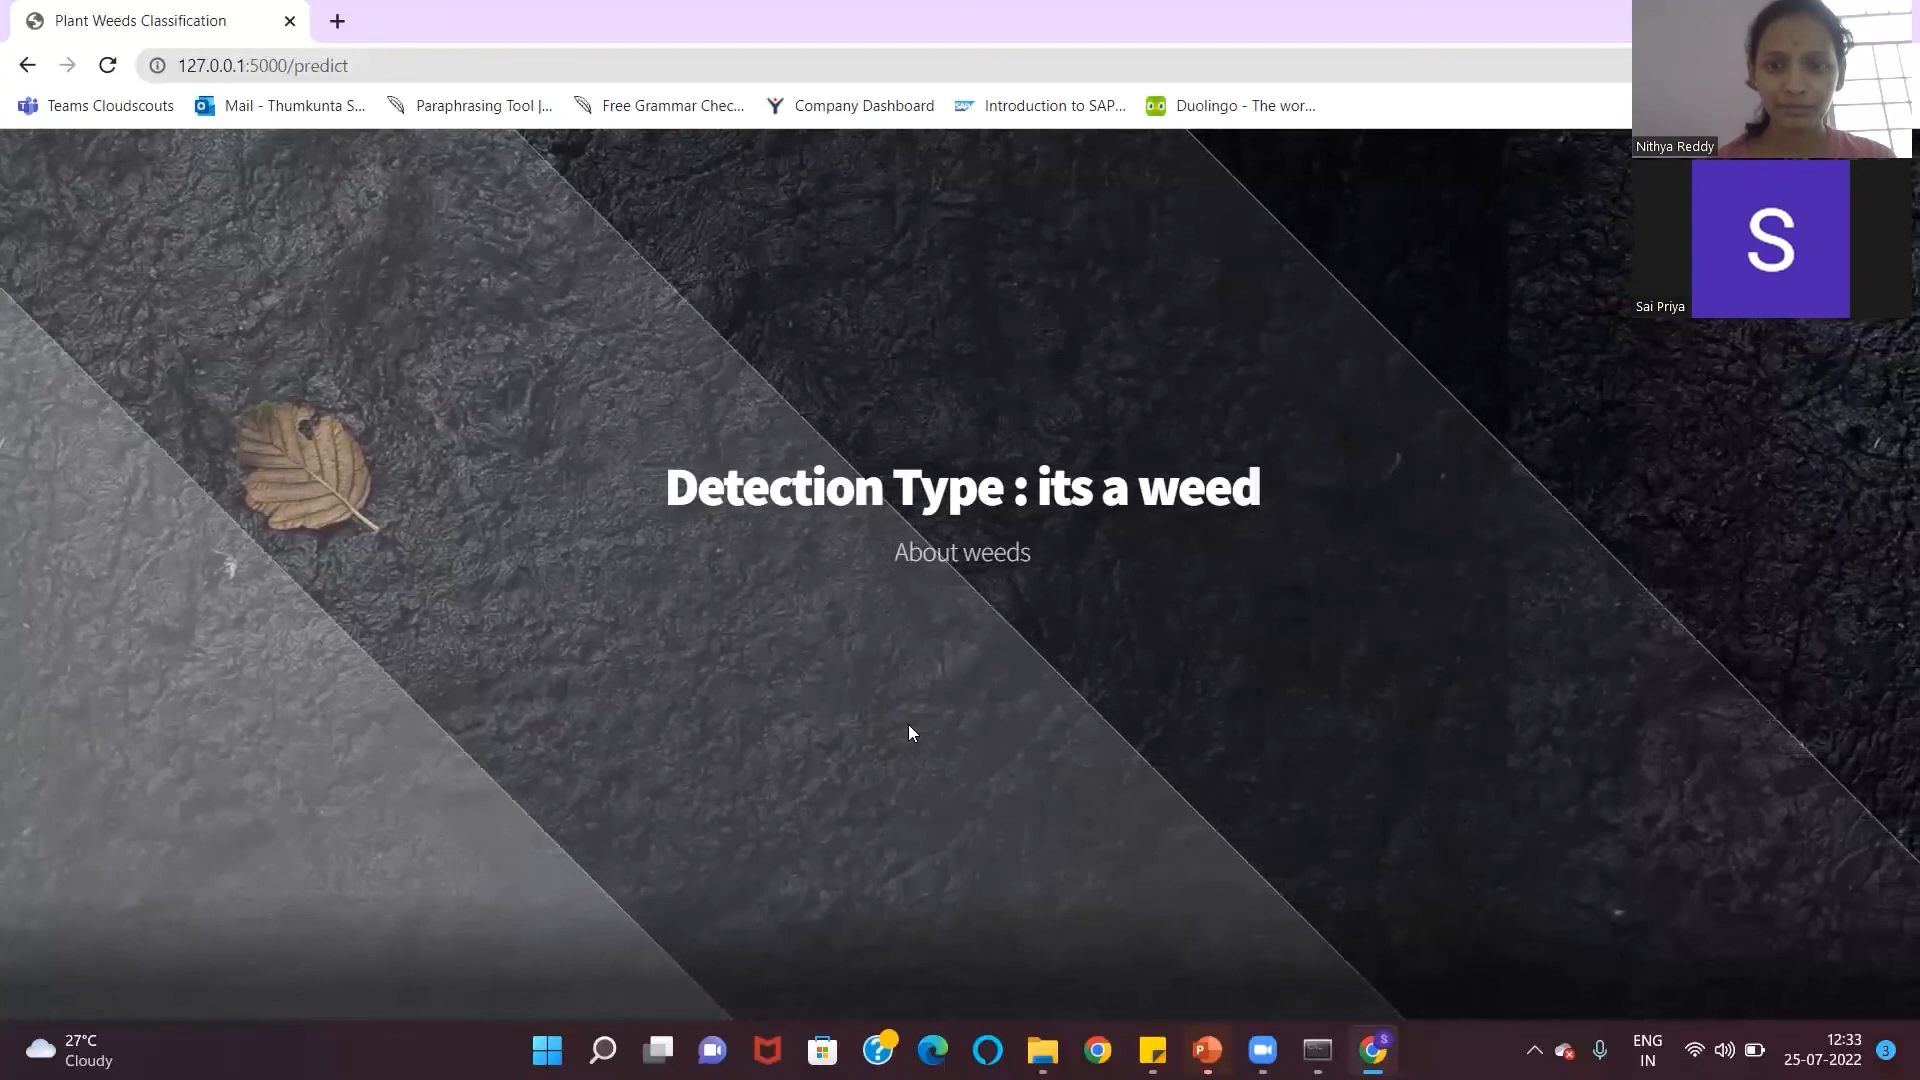 Plant Weeds Classification
127.0.0.1:5000/predict
Teams Cloudscouts
Mail - Thumkunta S...
Paraphrasing Tool |...
Free Grammar Chec...
Company Dashboard
SAP
Introduction to SAP...
Duolingo - The wor...
Nithya Reddy
S
Sai Priya
Detection Type : its a weed
About weeds
27°C
Cloudy
P
S
ENG
IN
12:33
25-07-2022
3